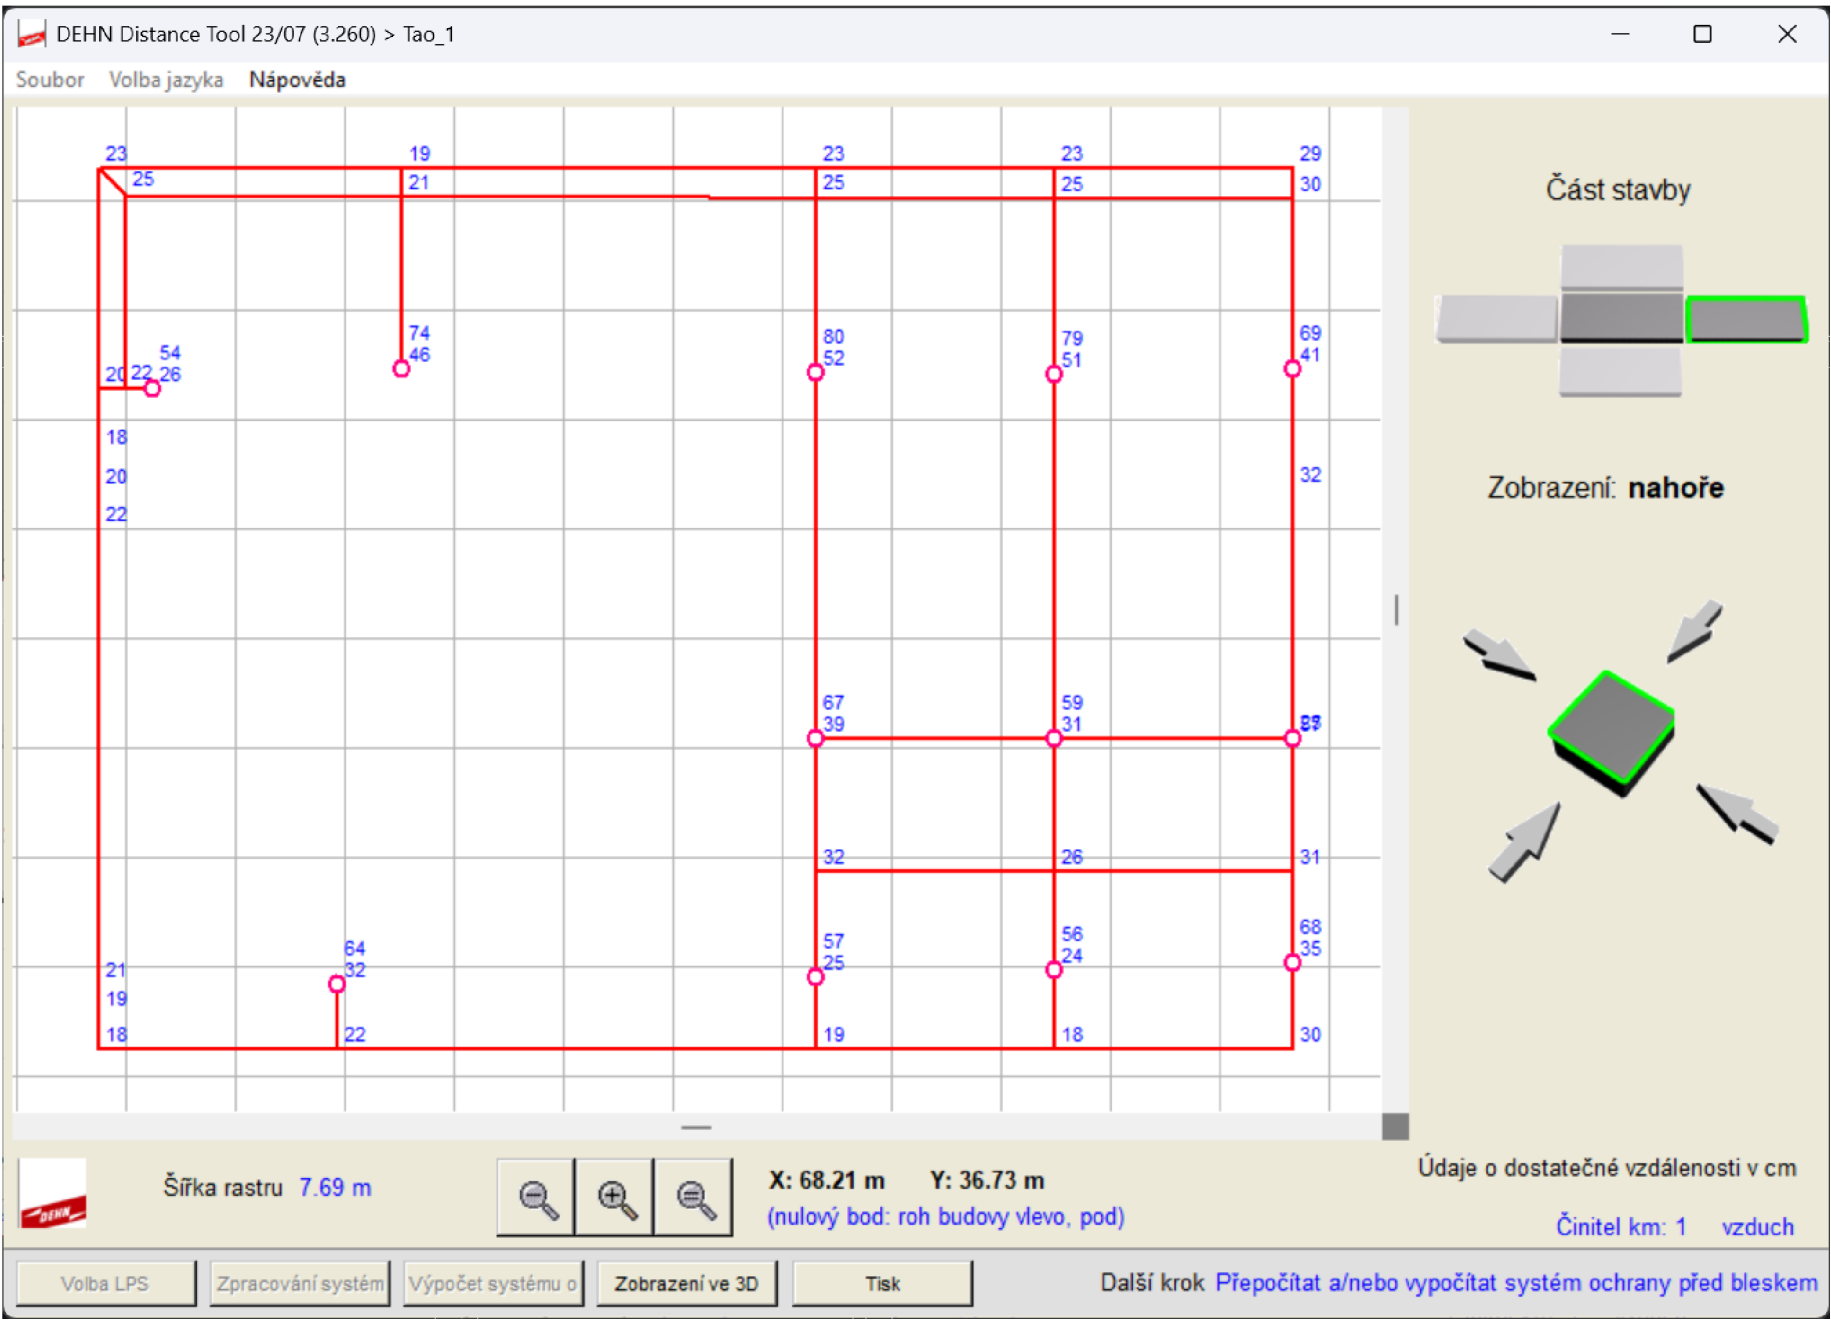 DEHN Distance Tool 23/07 (3.260) > Tao_1
Soubor Volba jazyka Nápověda
23 19 23 23 29
25 21 25 25 30
Část stavby
74 80 79 69
46 52 51 41
54
20 22 26
18
20 32
22
Zobrazení: nahoře
67 59
39 31
32 26 31
64 57 56 68
32 25 24 35
21
19
18 22 19 18 30
Šířka rastru 7.69 m
X: 68.21 m Y: 36.73 m
(nulový bod: roh budovy vlevo, pod)
Údaje o dostatečné vzdálenosti v cm
Činitel km: 1 vzduch
DEHN
Volba LPS Zpracování systém Výpočet systému o Zobrazení ve 3D Tisk
Další krok Přepočítat a/nebo vypočítat systém ochrany před bleskem